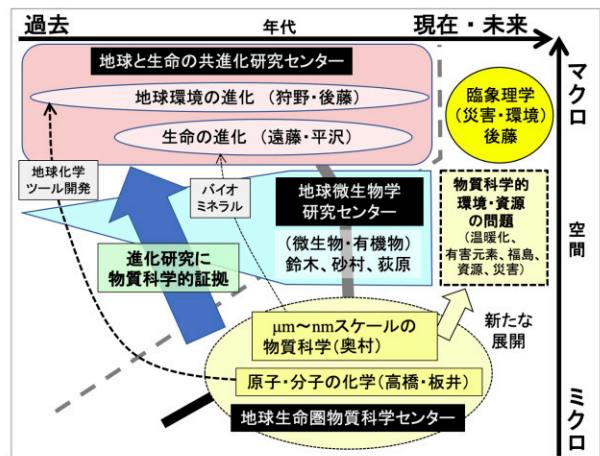 過去
年代
現在・未来
地球と生命の共進化研究センター
地球環境の進化 (狩野・後藤)
生命の進化 (遠藤・平沢)
臨象理学
(災害・環境)
後藤
マクロ
地球化学
ツール開発
バイオ
ミネラル
地球微生物学
研究センター
(微生物・有機物)
鈴木、砂村、荻原
物質科学的
環境・資源
の問題
(温暖化、
有害元素、福島、
資源、災害)
空間
進化研究に
物質科学的証拠
μm~nmスケールの
物質科学(奥村)
新たな
展開
原子・分子の化学(高橋・板井)
地球生命圏物質科学センター
ミクロ